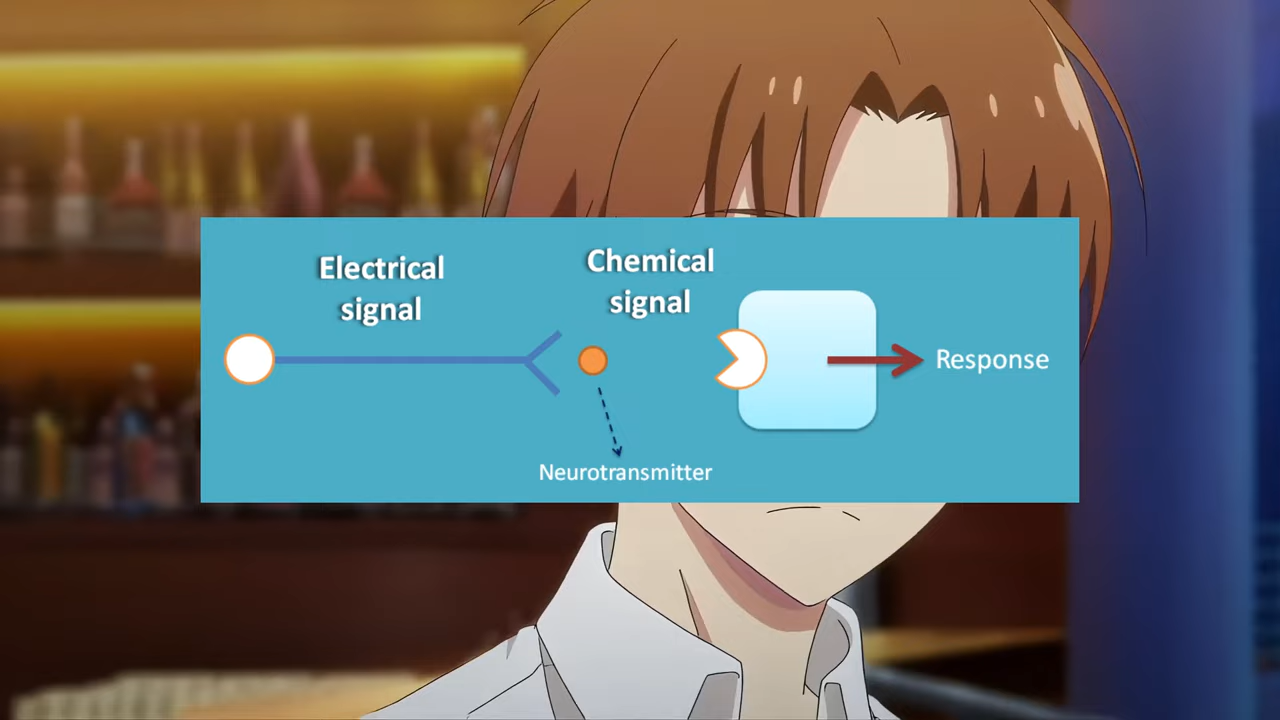 Electrical
signal
Chemical
signal
Response
Neurotransmitter